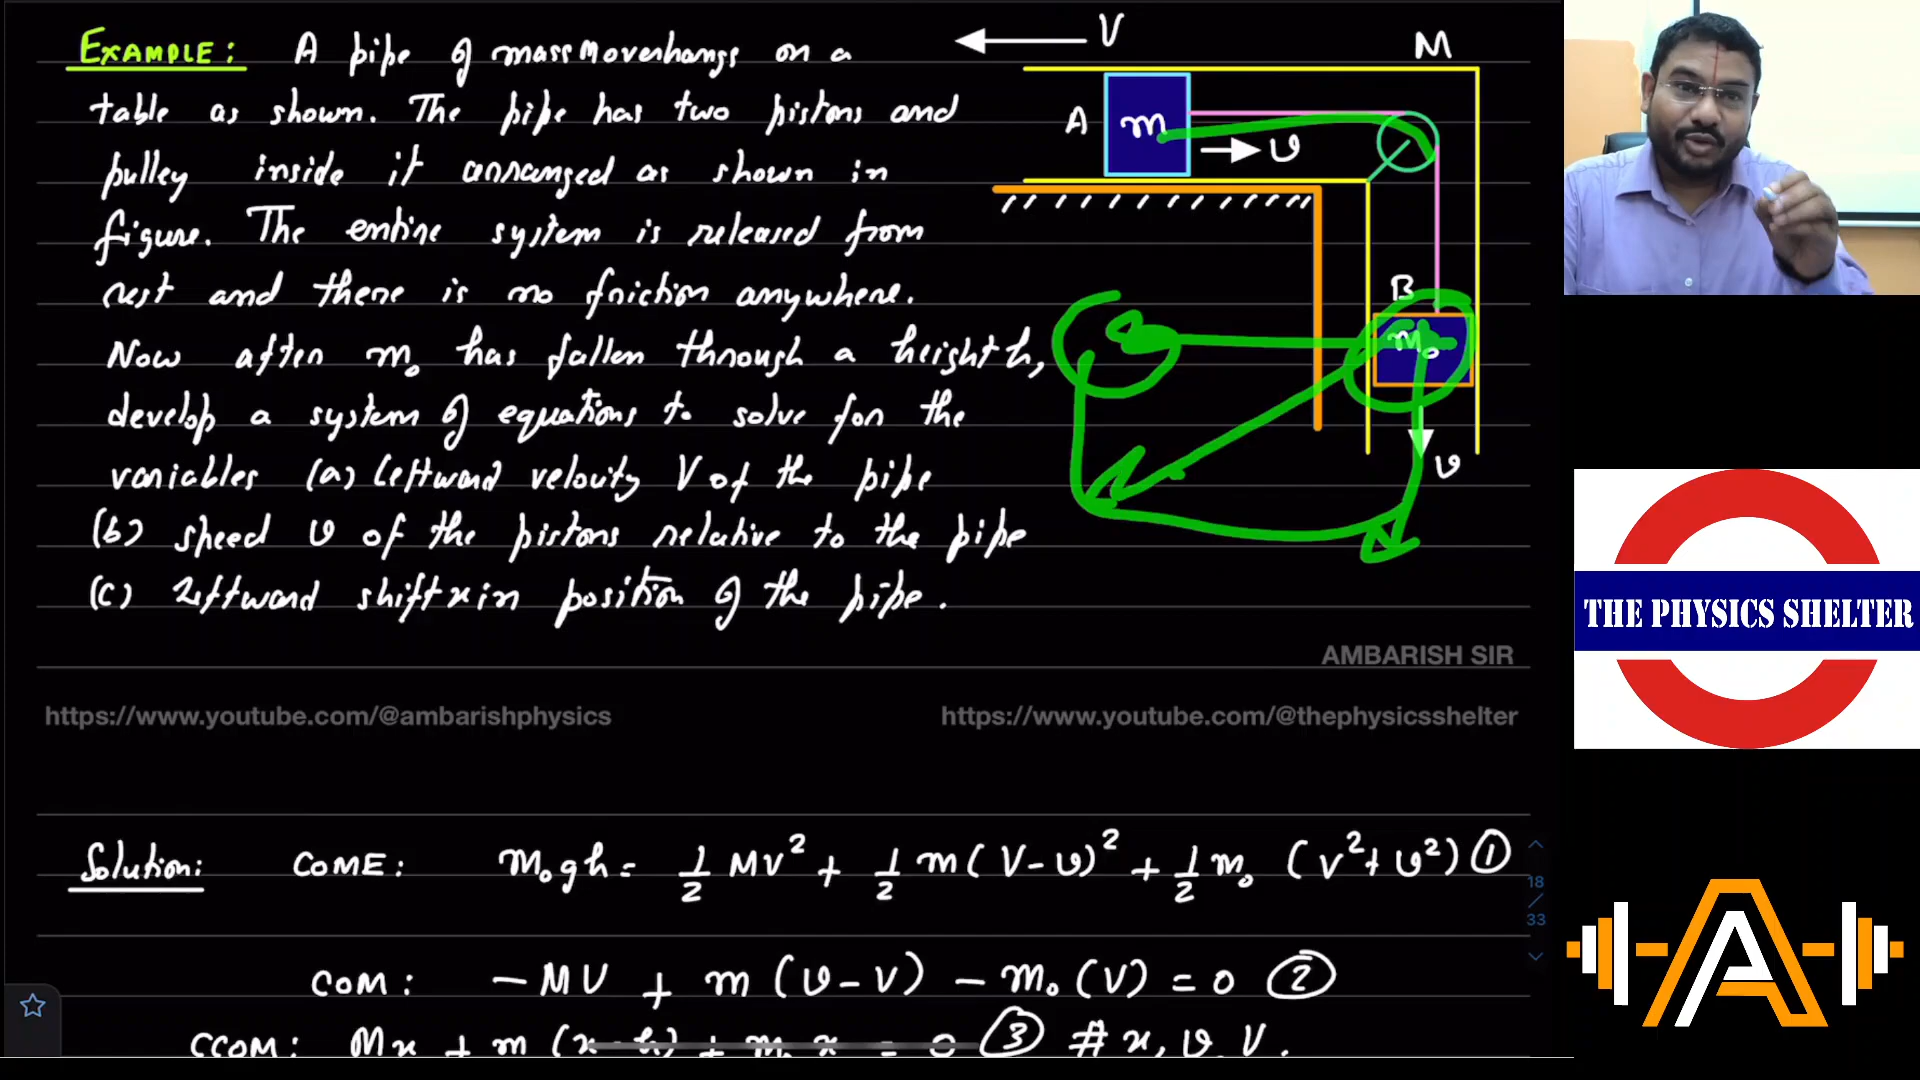 EXAMPLE: A pipe of mass M overhangs on a
table as shown. The pipe has two pistons and
pulley inside it arranged as shown in
figure. The entire system is released from
rest and there is no friction anywhere.
Now after m₀ has fallen through a height h,
develop a system of equations to solve for the
variables (a) Leftward velocity V of the pipe
(b) speed v of the pistons relative to the pipe
(c) Leftward shift x in position of the pipe.
V
M
A
m
v
B
m₀
v
AMBARISH SIR
https://www.youtube.com/@ambarishphysics
https://www.youtube.com/@thephysicsshelter
Solution: COME: m₀gh = 1/2 MV² + 1/2 m(V-v)² + 1/2 m₀ (V²+v²) ①
COM: -MV + m(v-V) - m₀(V) = 0 ②
CCOM: Mx + m(x-h) + m₀ x = 0 ③ # x, v, V.
18
/
33
THE PHYSICS SHELTER
A